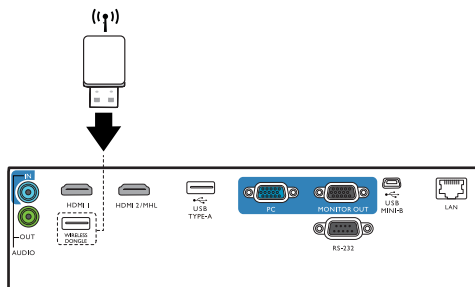 IN
OUT
AUDIO
HDMI 1
WIRELESS
DONGLE
HDMI 2/MHL
USB
TYPE-A
PC
MONITOR OUT
RS-232
USB
MINI-B
LAN